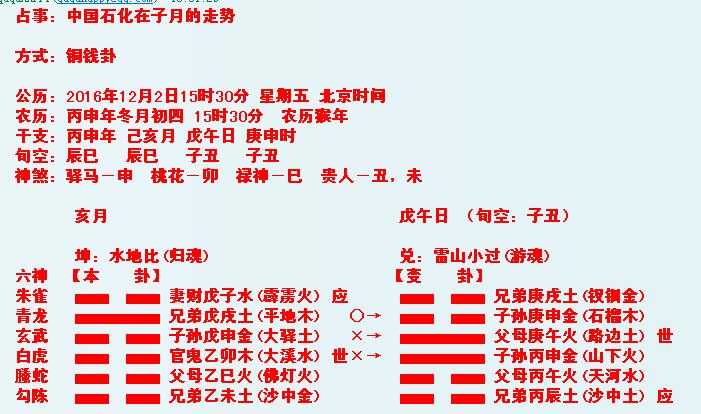 占事：中国石化在子月的走势
方式：铜钱卦
公历：2016年12月2日15时30分 星期五 北京时间
农历：丙申年冬月初四 15时30分 农历猴年
干支：丙申年 己亥月 戊午日 庚申时
旬空：辰巳 辰巳 子丑 子丑
神煞：驿马－申 桃花－卯 禄神－巳 贵人－丑，未
亥月 戊午日 （旬空：子丑）
坤：水地比(归魂) 兑：雷山小过(游魂)
六神 【本 卦】 【变 卦】
朱雀 妻财戊子水(霹雳火) 应 兄弟庚戌土(钗钏金)
青龙 兄弟戊戌土(平地木) ○→ 子孙庚申金(石榴木)
玄武 子孙戊申金(大驿土) ×→ 父母庚午火(路边土) 世
白虎 官鬼乙卯木(大溪水) 世×→ 子孙丙申金(山下火)
螣蛇 父母乙巳火(佛灯火) 父母丙午火(天河水)
勾陈 兄弟乙未土(沙中金) 兄弟丙辰土(沙中土) 应